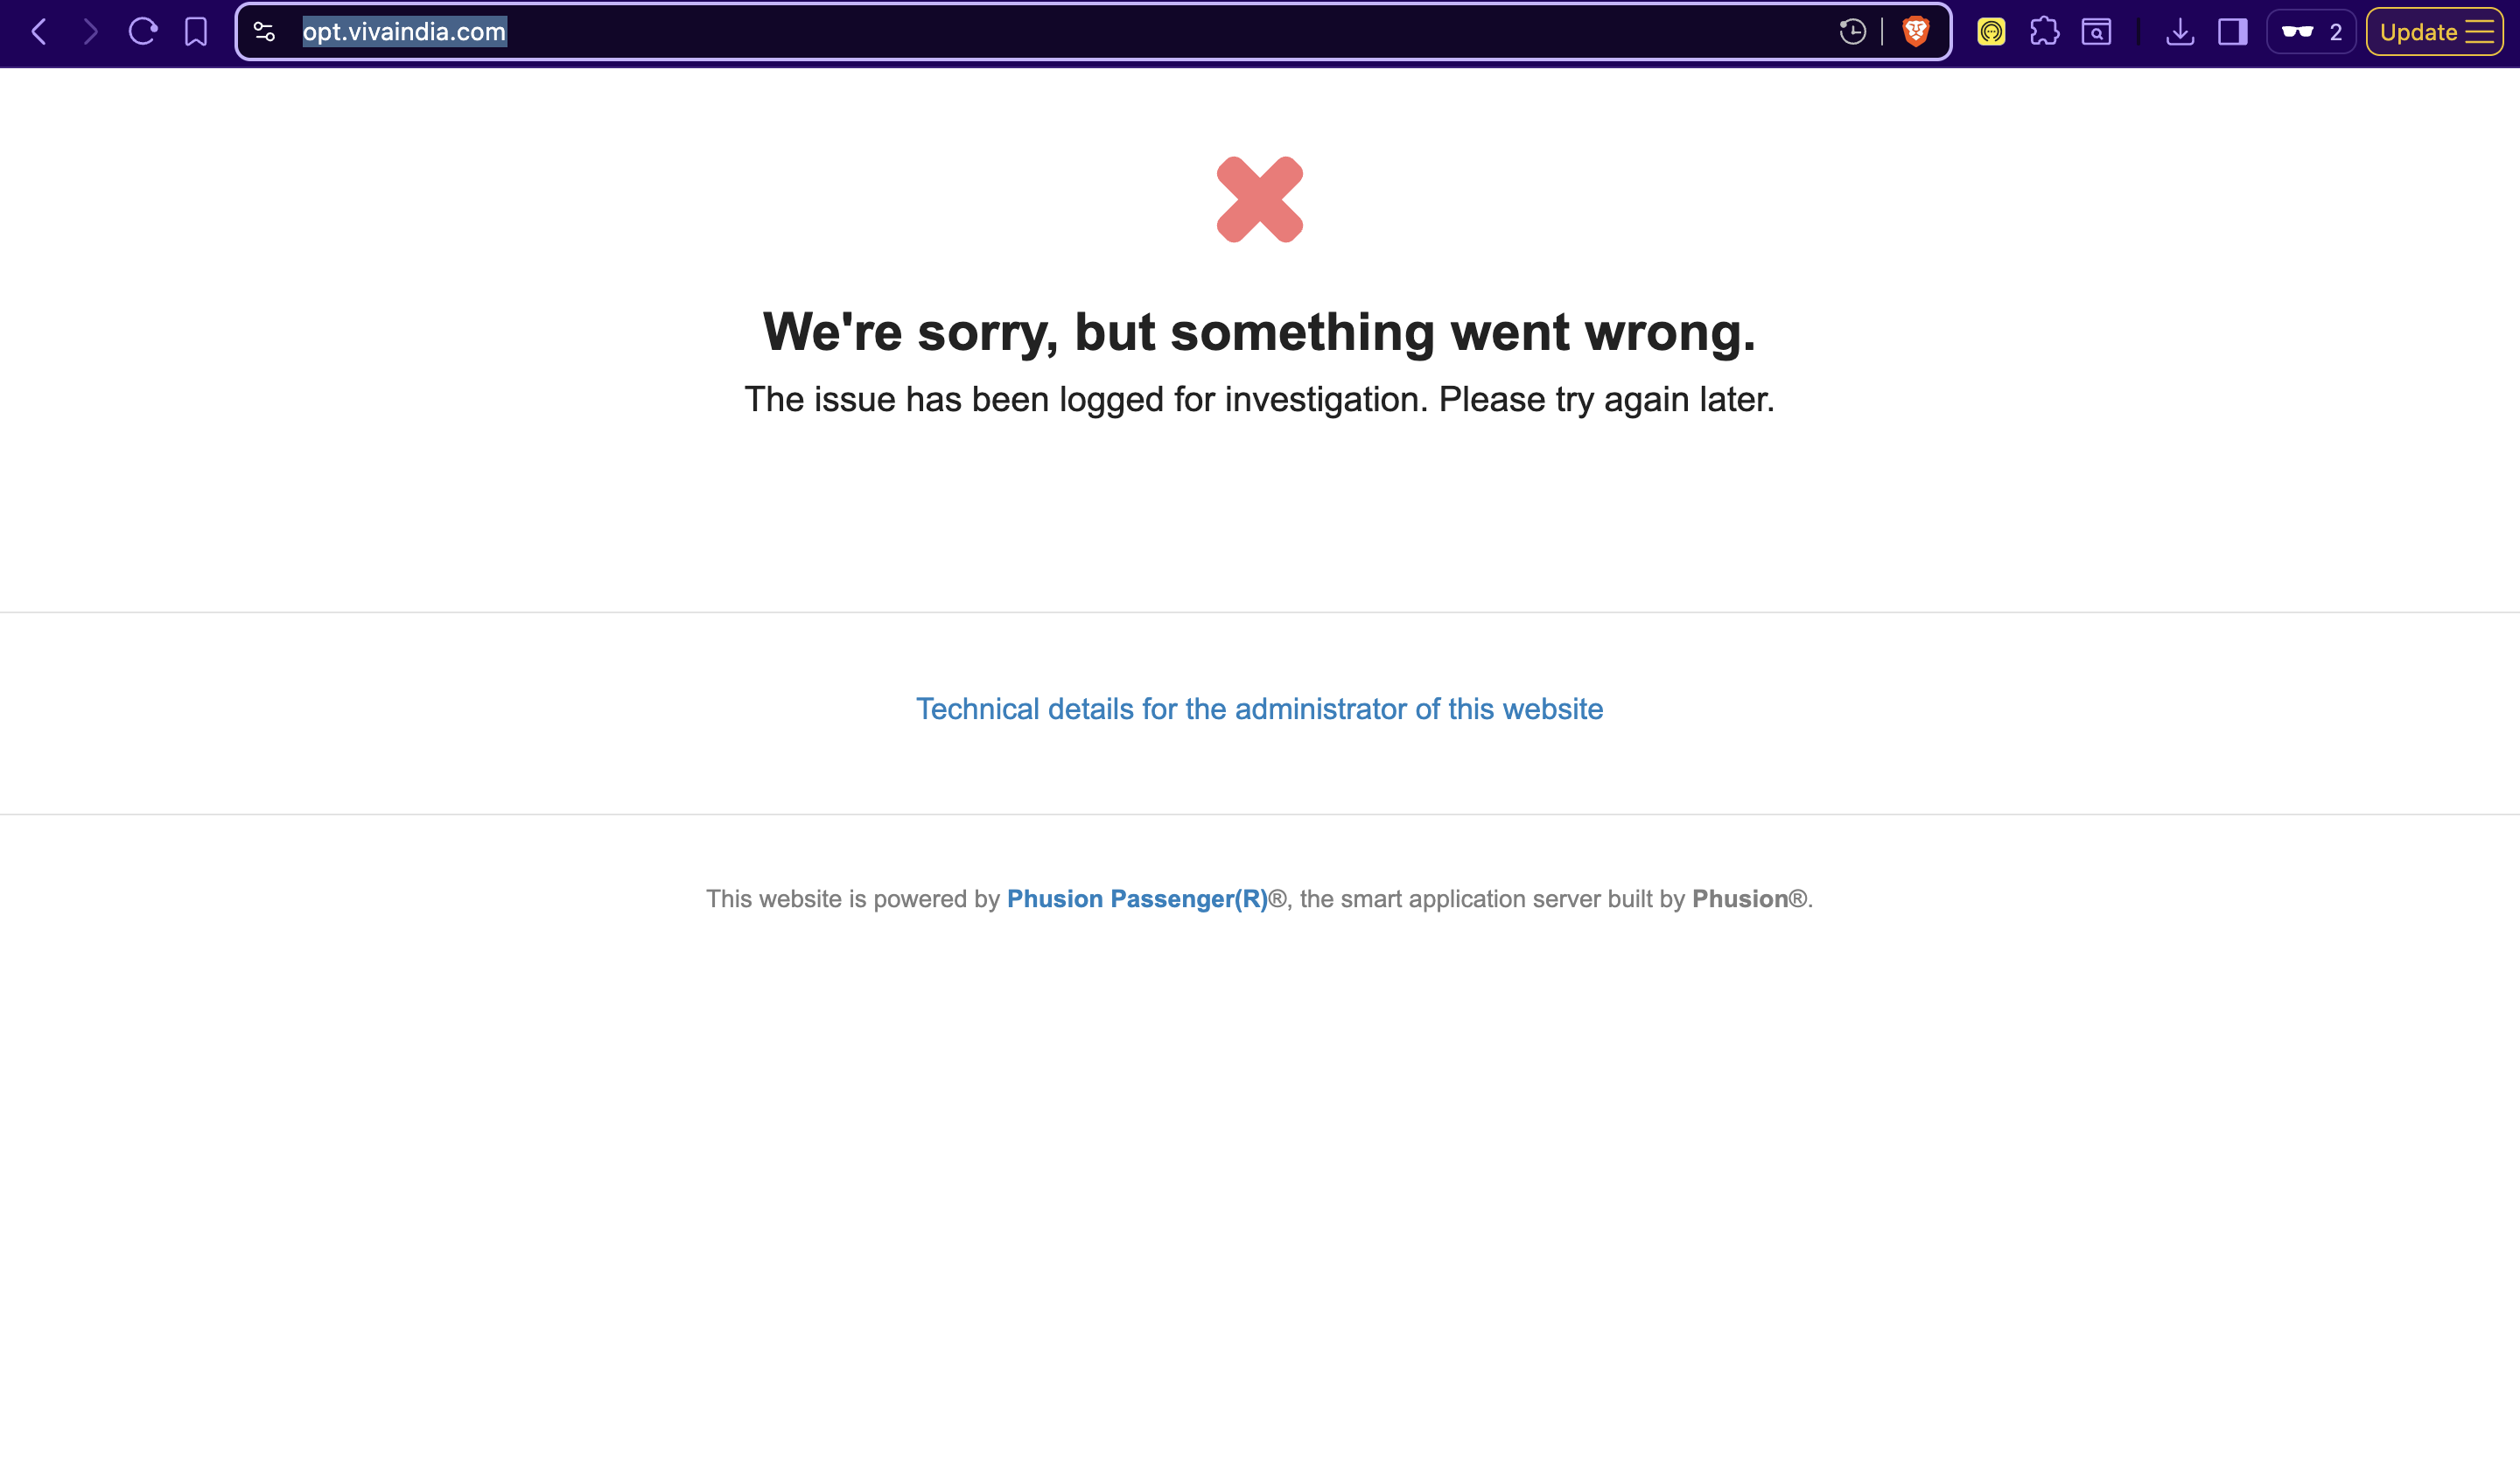 opt.vivaindia.com
2
Update
We're sorry, but something went wrong.
The issue has been logged for investigation. Please try again later.
Technical details for the administrator of this website
This website is powered by Phusion Passenger(R)®, the smart application server built by Phusion®.